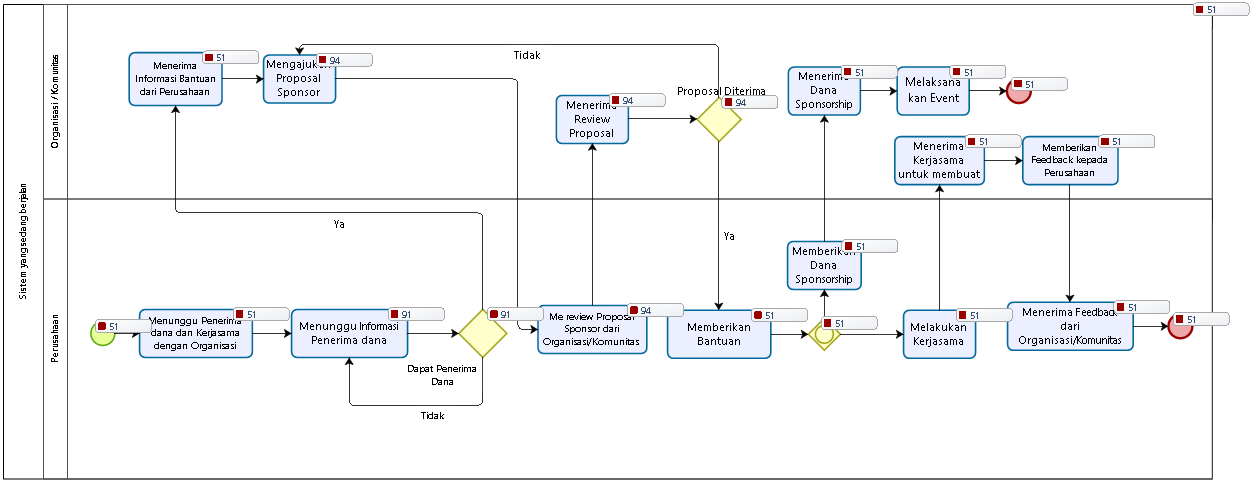 51
Sistem yang sedang berjalan
Organisasi / Komunitas
Menerima
Informasi Bantuan
dari Perusahaan
51
Mengajukan
Proposal
Sponsor
94
Tidak
Menerima
Review
Proposal
94
Proposal Diterima
94
Menerima
Dana
Sponsorship
51
Melaksana
kan Event
51
51
Menerima
Kerjasama
untuk membuat
51
Memberikan
Feedback kepada
Perusahaan
51
Perusahaan
Ya
Ya
51
Menunggu Penerima
dana dan Kerjasama
dengan Organisasi
51
Menunggu Informasi
Penerima dana
91
91
Dapat Penerima
Dana
Tidak
Me review Proposal
Sponsor dari
Organisasi/Komunitas
94
Memberikan
Bantuan
51
51
Memberikan
Dana
Sponsorship
51
Melakukan
Kerjasama
51
Menerima Feedback
dari
Organisasi/Komunitas
51
51